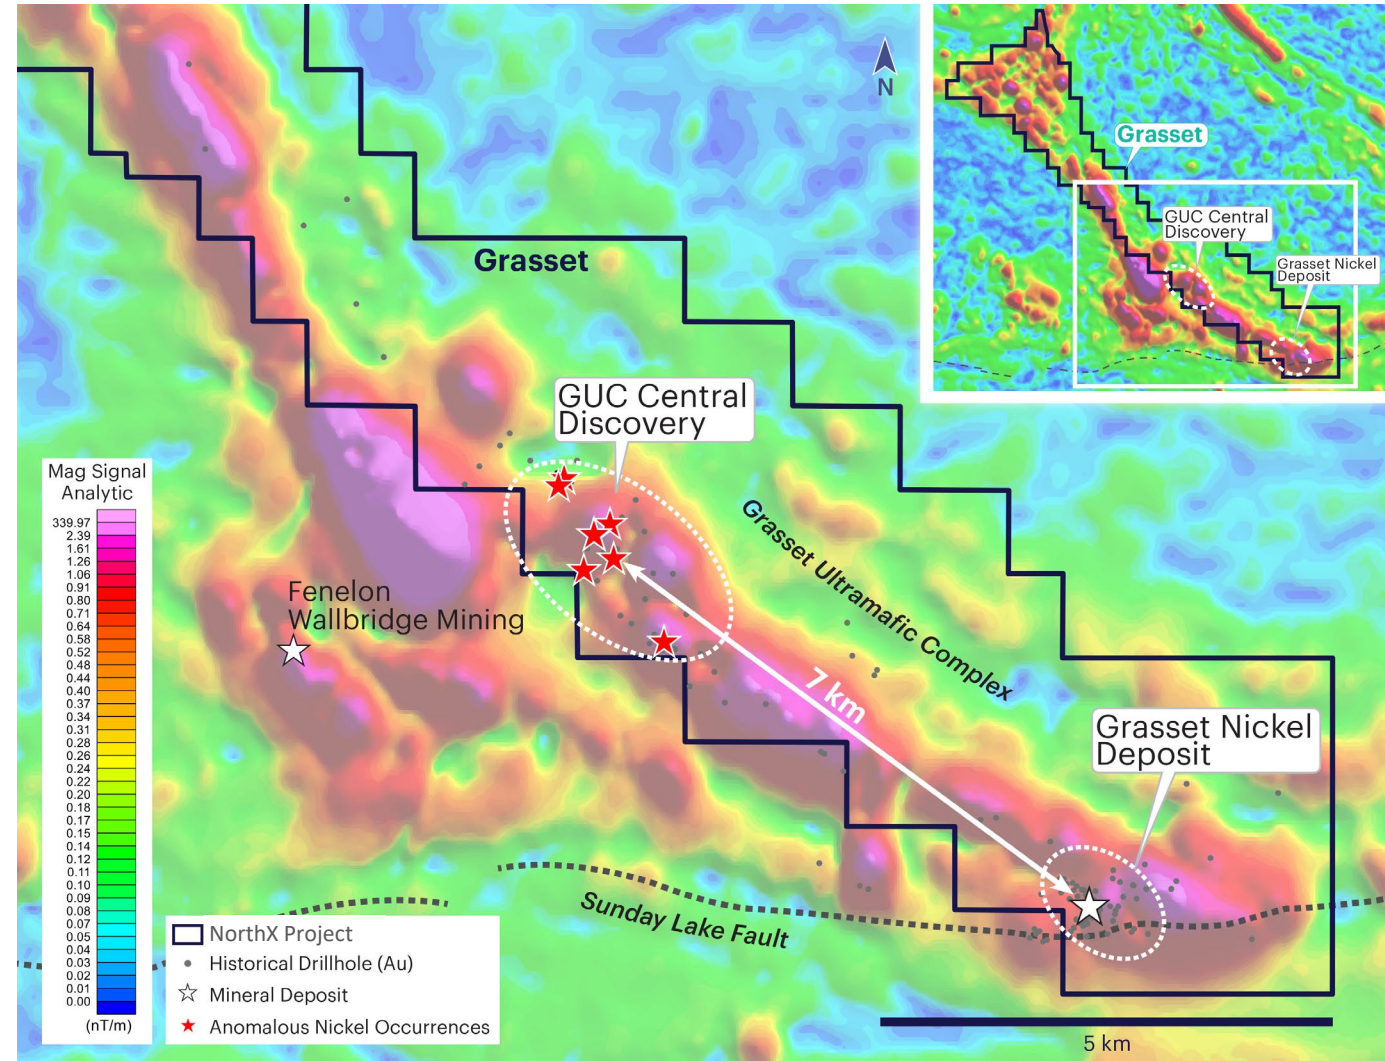 N
Grasset
GUC Central
Discovery
Grasset Nickel
Deposit
Grasset
GUC Central
Discovery
Grasset Ultramafic Complex
Fenelon
Wallbridge Mining
7 km
Grasset Nickel
Deposit
Sunday Lake Fault
Mag Signal
Analytic
339.97
2.39
1.61
1.26
1.06
0.91
0.80
0.71
0.64
0.58
0.52
0.48
0.44
0.40
0.37
0.34
0.31
0.28
0.26
0.24
0.22
0.20
0.18
0.17
0.15
0.14
0.12
0.11
0.10
0.09
0.08
0.07
0.05
0.04
0.03
0.02
0.01
0.00
(nT/m)
NorthX Project
Historical Drillhole (Au)
Mineral Deposit
Anomalous Nickel Occurrences
5 km